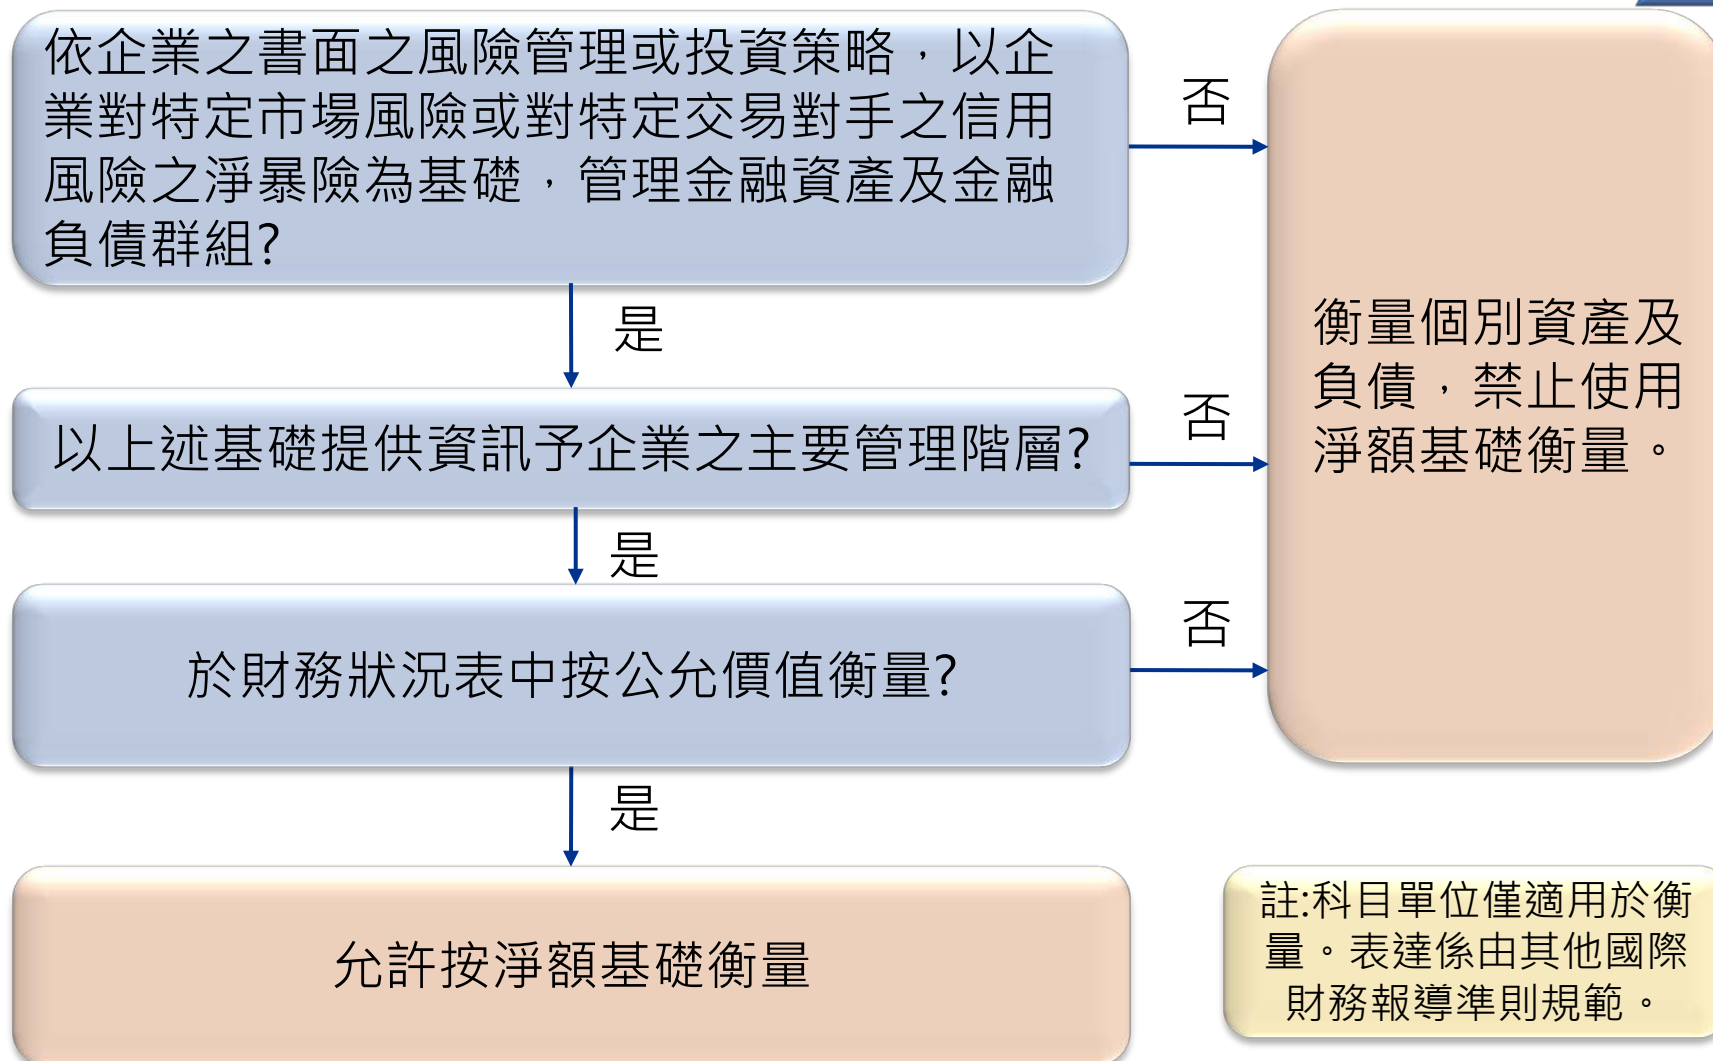 依企業之書面之風險管理或投資策略，以企
業對特定市場風險或對特定交易對手之信用
風險之淨暴險為基礎，管理金融資產及金融
負債群組?
否
是
以上述基礎提供資訊予企業之主要管理階層?
否
是
於財務狀況表中按公允價值衡量?
否
是
衡量個別資產及
負債，禁止使用
淨額基礎衡量。
允許按淨額基礎衡量
註:科目單位僅適用於衡
量。表達係由其他國際
財務報導準則規範。